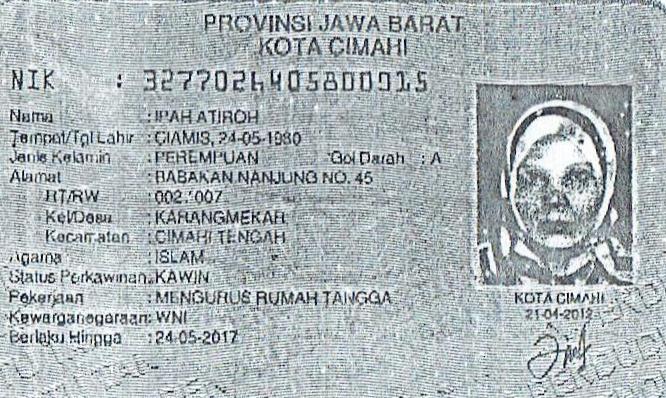 PROVINSI JAWA BARAT
KOTA CIMAHI
NIK : 3277026405800015
Nama : IPAH ATIROH
Tempat/Tgl Lahir : CIAMIS, 24-05-1980
Jenis Kelamin : PEREMPUAN Gol Darah : A
Alamat : BABAKAN NANJUNG NO. 45
RT/RW : 002/007
Kel/Desa : KARANGMEKAR
Kecamatan : CIMAHI TENGAH
Agama : ISLAM
Status Perkawinan: KAWIN
Pekerjaan : MENGURUS RUMAH TANGGA
Kewarganegaraan: WNI
Berlaku Hingga : 24-05-2017
KOTA CIMAHI
21-04-2012